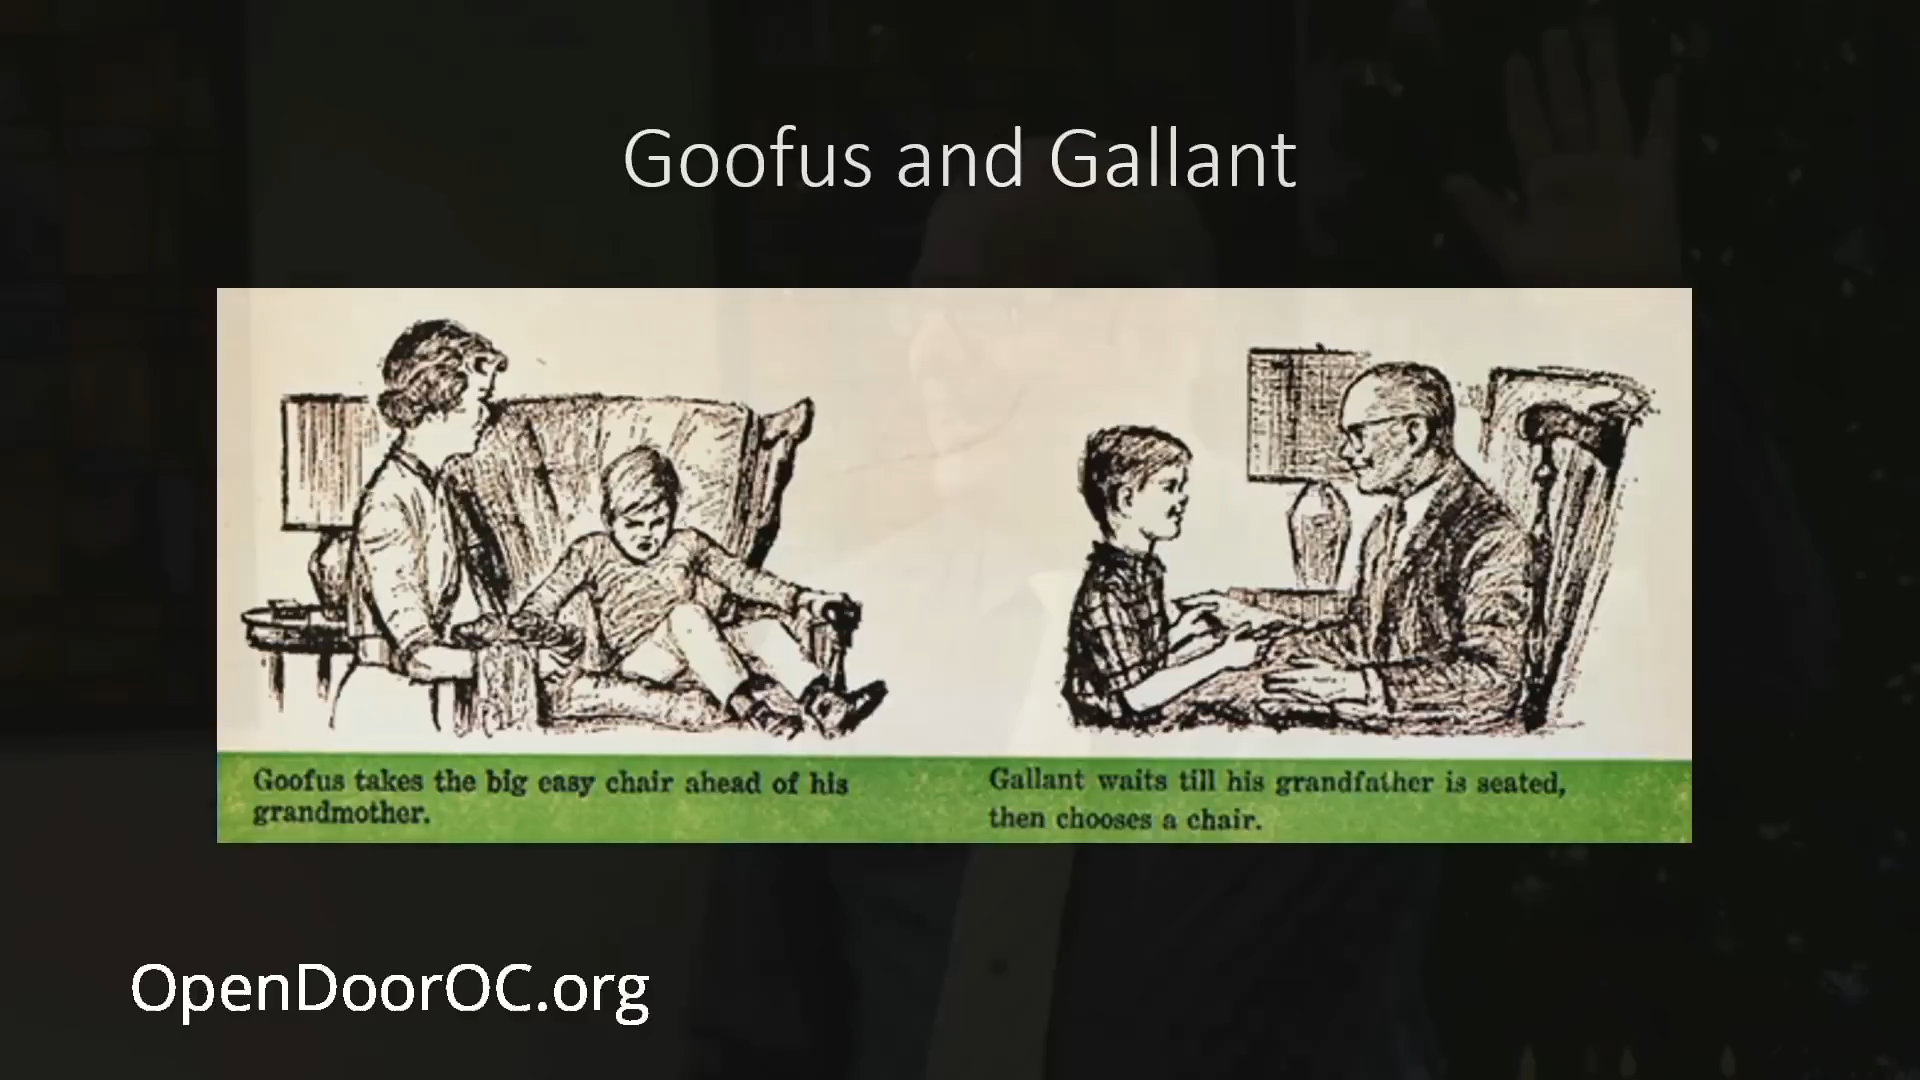 Goofus and Gallant
Goofus takes the big easy chair ahead of his
grandmother.
Gallant waits till his grandfather is seated,
then chooses a chair.
OpenDoorOC.org